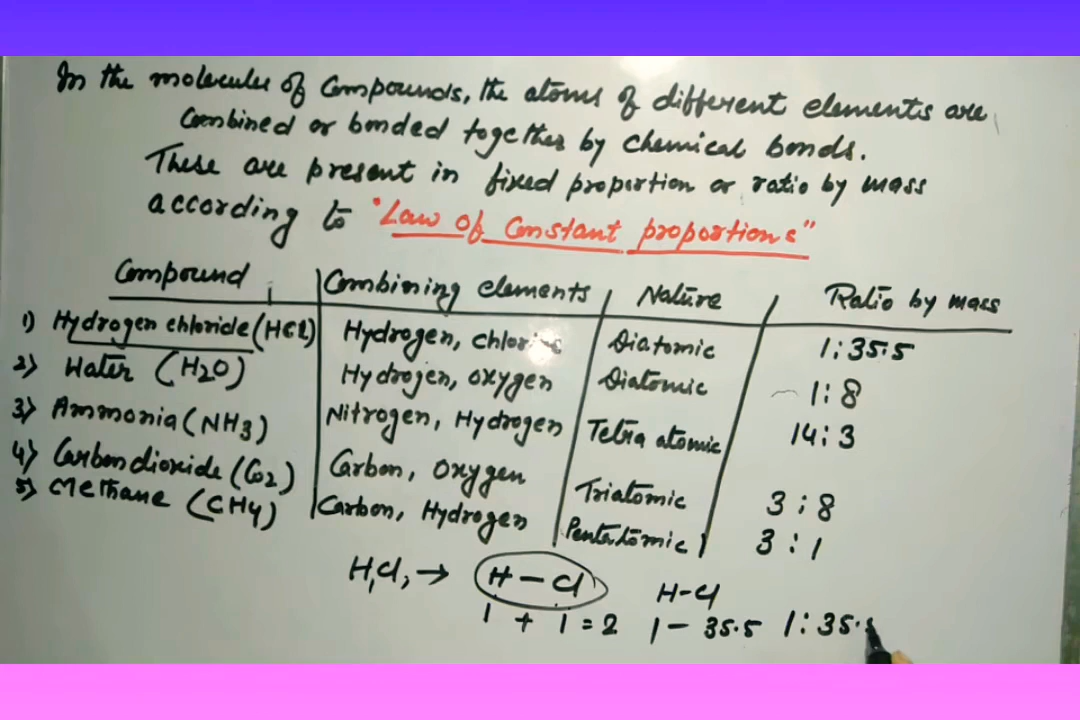 In the molecules of Compounds, the atoms of different elements are
Combined or bonded together by chemical bonds.
These are present in fixed proportion or ratio by mass
according to "Law of Constant proportions"
Compound Combining elements Nature Ratio by mass
1) Hydrogen chloride (HCl) Hydrogen, chlorine Diatomic 1:35.5
2) Water (H2O) Hydrogen, oxygen Diatomic 1:8
3) Ammonia (NH3) Nitrogen, Hydrogen Tetra atomic 14:3
4) Carbondioxide (Co2) Carbon, Oxygen Triatomic 3:8
5) Methane (CH4) Carbon, Hydrogen Pentatomic 3:1
H1Cl1 → H-Cl H-Cl
1 + 1 = 2 1 - 35.5 1:35.5